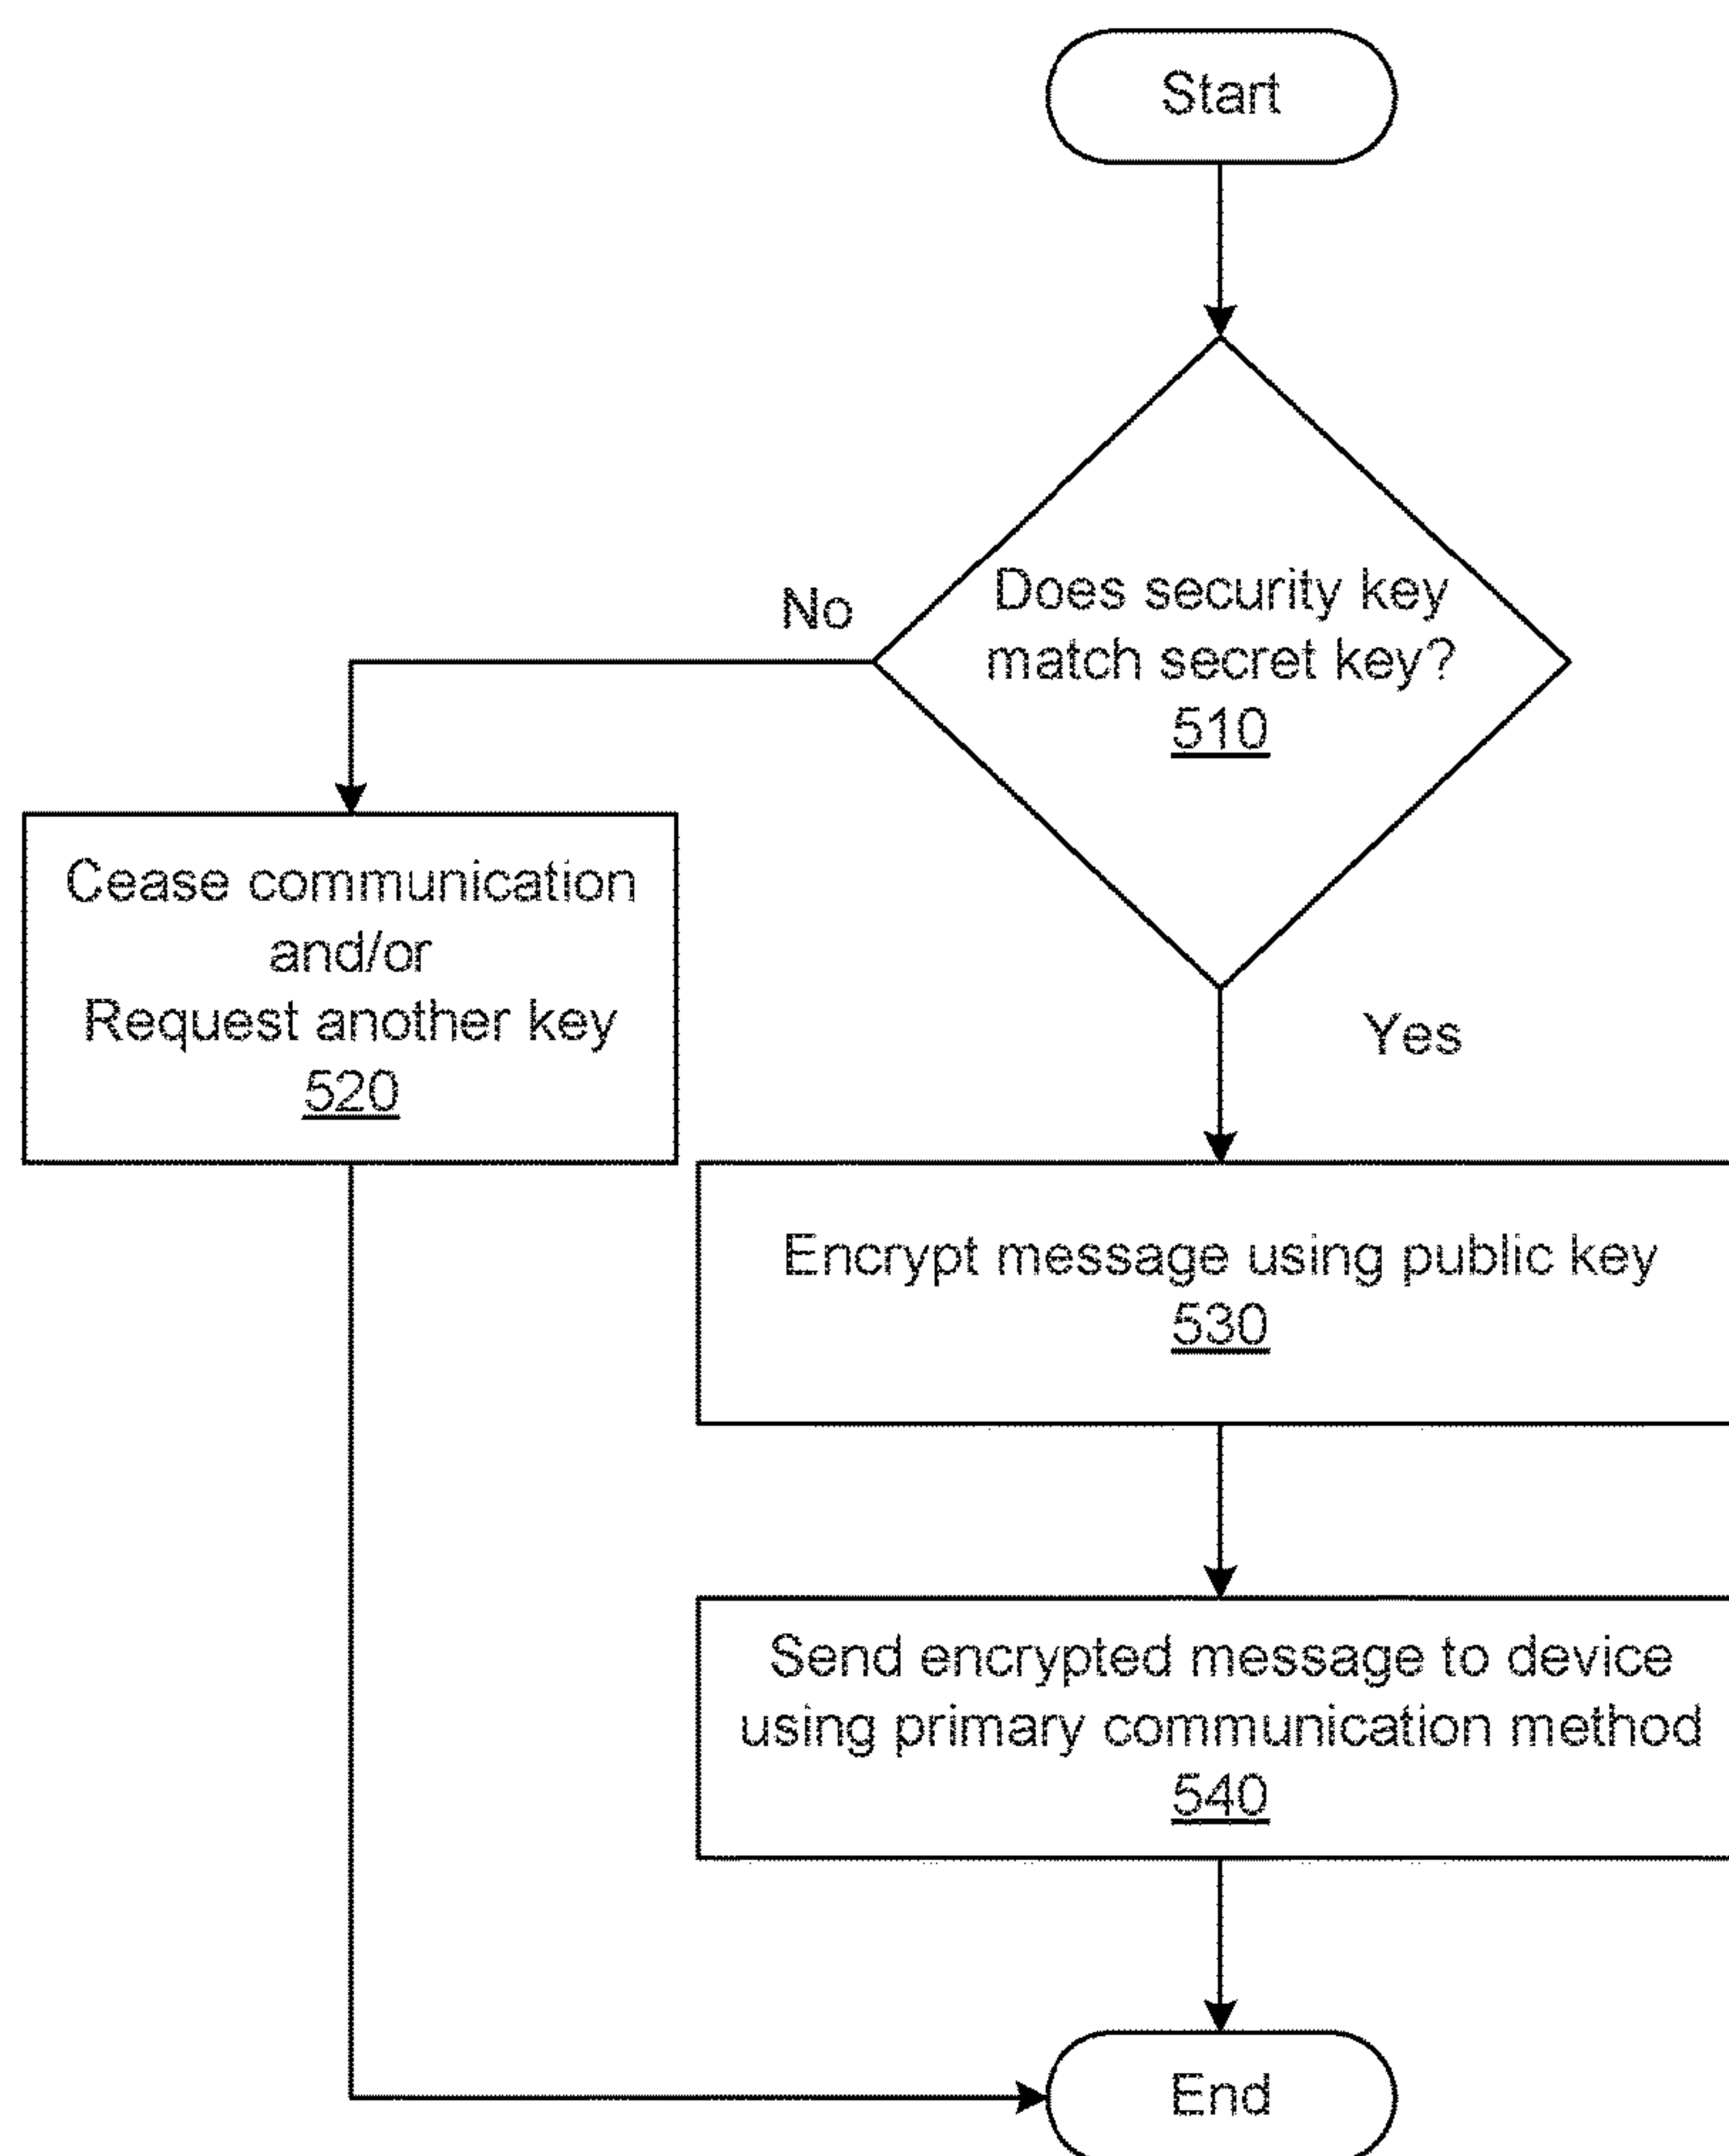 Start
Does security key
match secret key?
510
No
Yes
Cease communication
and/or
Request another key
520
Encrypt message using public key
530
Send encrypted message to device
using primary communication method
540
End